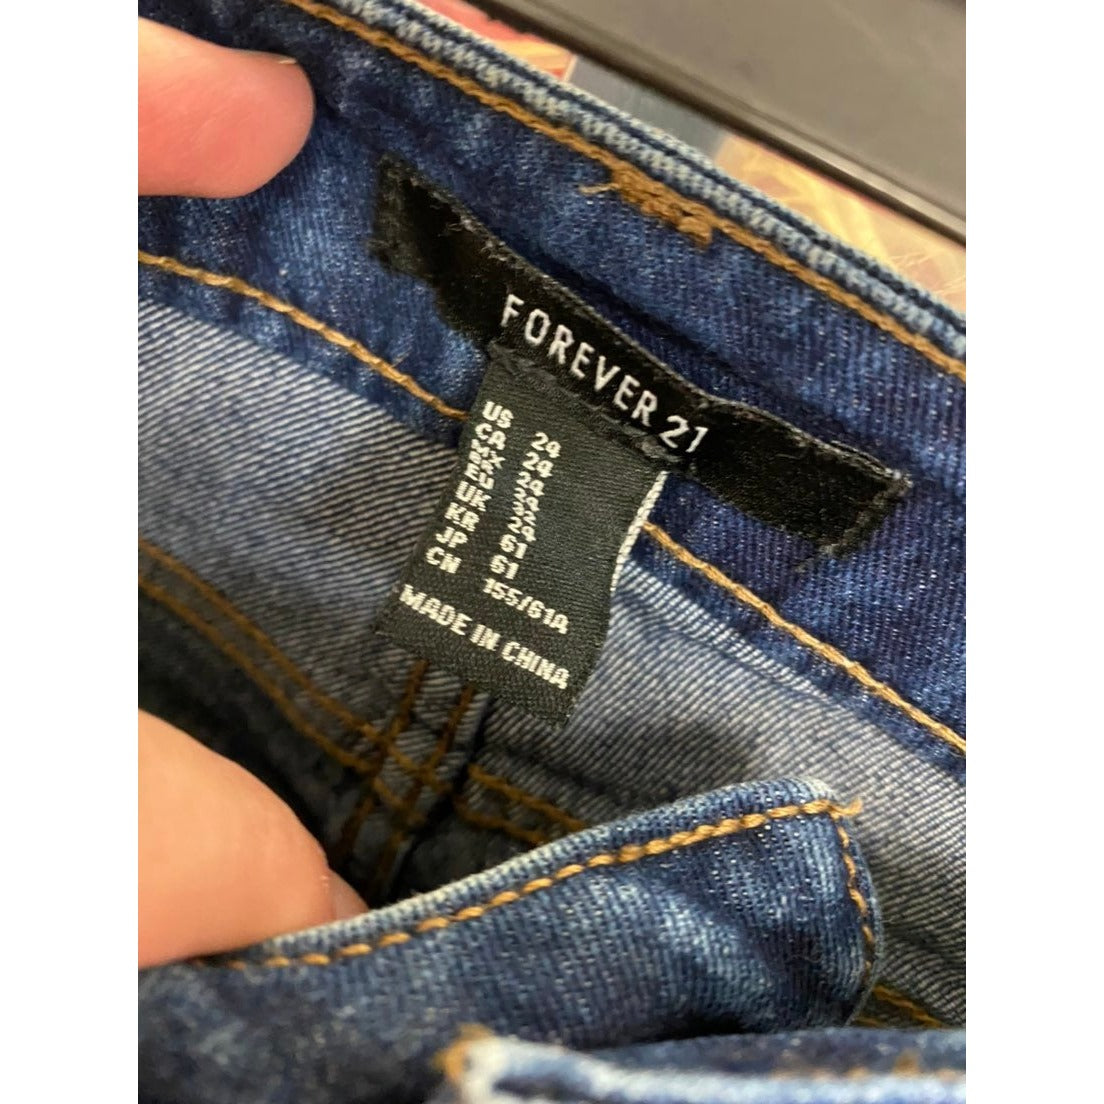 FOREVER 21
US 24
CA 24
MX 24
EU
UK 24
KR 61
JP 61
CN 155/61A
MADE IN CHINA